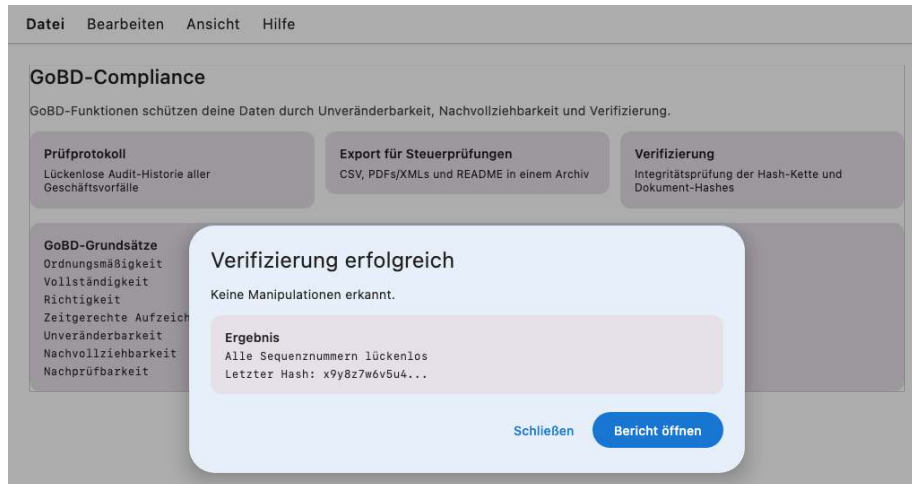 Datei Bearbeiten Ansicht Hilfe
GoBD-Compliance
GoBD-Funktionen schützen deine Daten durch Unveränderbarkeit, Nachvollziehbarkeit und Verifizierung.
Prüfprotokoll
Lückenlose Audit-Historie aller
Geschäftsvorfälle
Export für Steuerprüfungen
CSV, PDFs/XMLs und README in einem Archiv
Verifizierung
Integritätsprüfung der Hash-Kette und
Dokument-Hashes
GoBD-Grundsätze
Ordnungsmäßigkeit
Vollständigkeit
Richtigkeit
Zeitgerechte Aufzeich
Unveränderbarkeit
Nachvollziehbarkeit
Nachprüfbarkeit
Verifizierung erfolgreich
Keine Manipulationen erkannt.
Ergebnis
Alle Sequenznummern lückenlos
Letzter Hash: x9y8z7w6v5u4...
Schließen Bericht öffnen